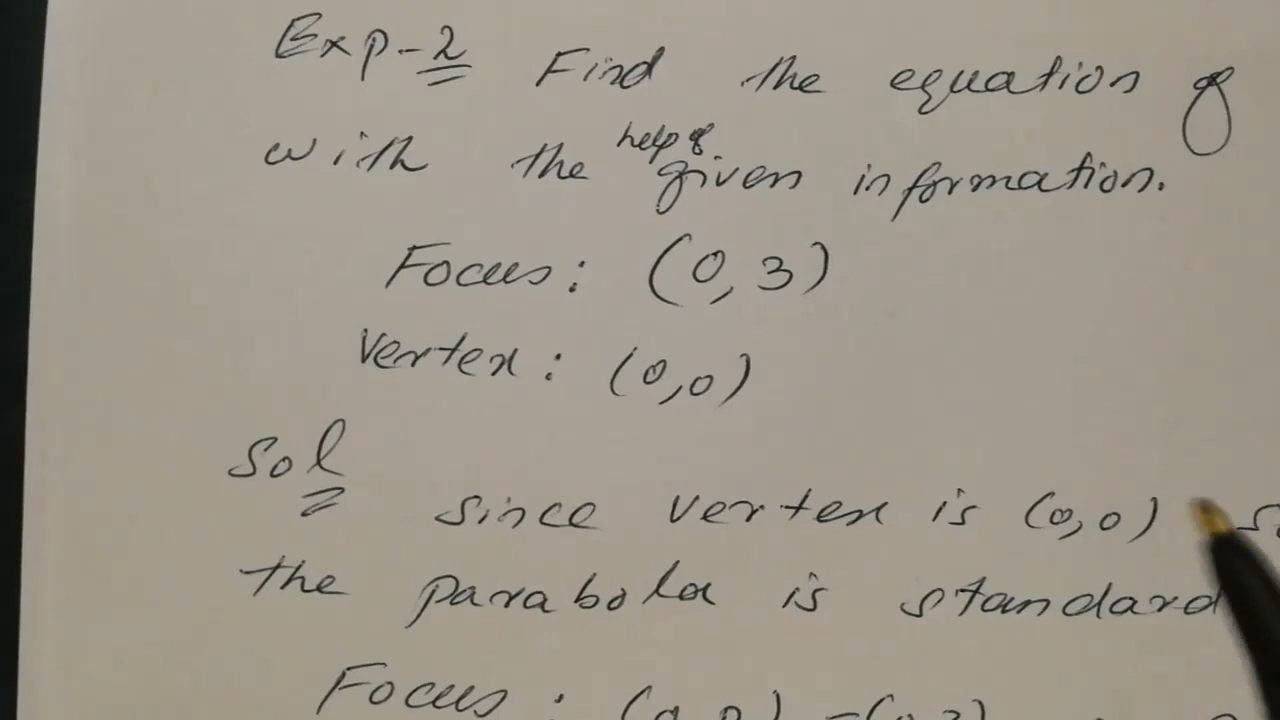 Exp-2 Find the equation of
with the help of given information.
Focus: (0,3)
Vertex: (0,0)
Sol
since vertex is (0,0)
the parabola is standard
Focus: